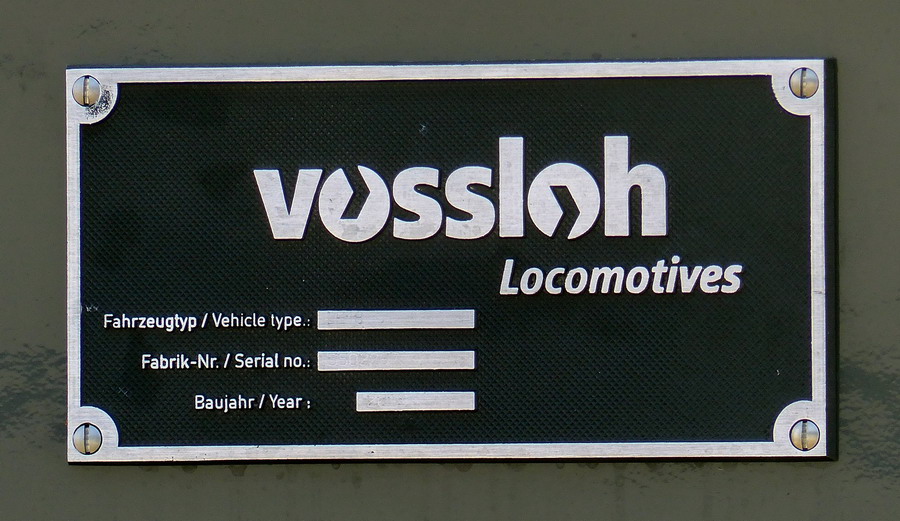 vossloh
Locomotives
Fahrzeugtyp / Vehicle type.:
Fabrik-Nr. / Serial no.:
Baujahr / Year :